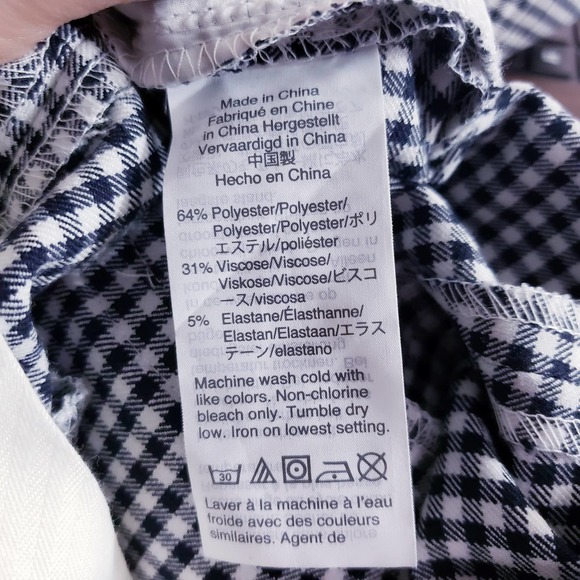 Made in China
Fabriqué en Chine
in China Hergestellt
Vervaardigd in China
中国製
Hecho en China
64% Polyester/Polyester/
Polyester/Polyester/ポリ
エステル/poliéster
31% Viscose/Viscose/
Viskose/Viscose/ビスコ
ース/viscosa
5% Elastane/Élasthanne/
Elastan/Elastaan/エラス
テーン/elastano
Machine wash cold with
like colors. Non-chlorine
bleach only. Tumble dry
low. Iron on lowest setting.
30
Laver à la machine à l'eau
froide avec des couleurs
similaires. Agent de